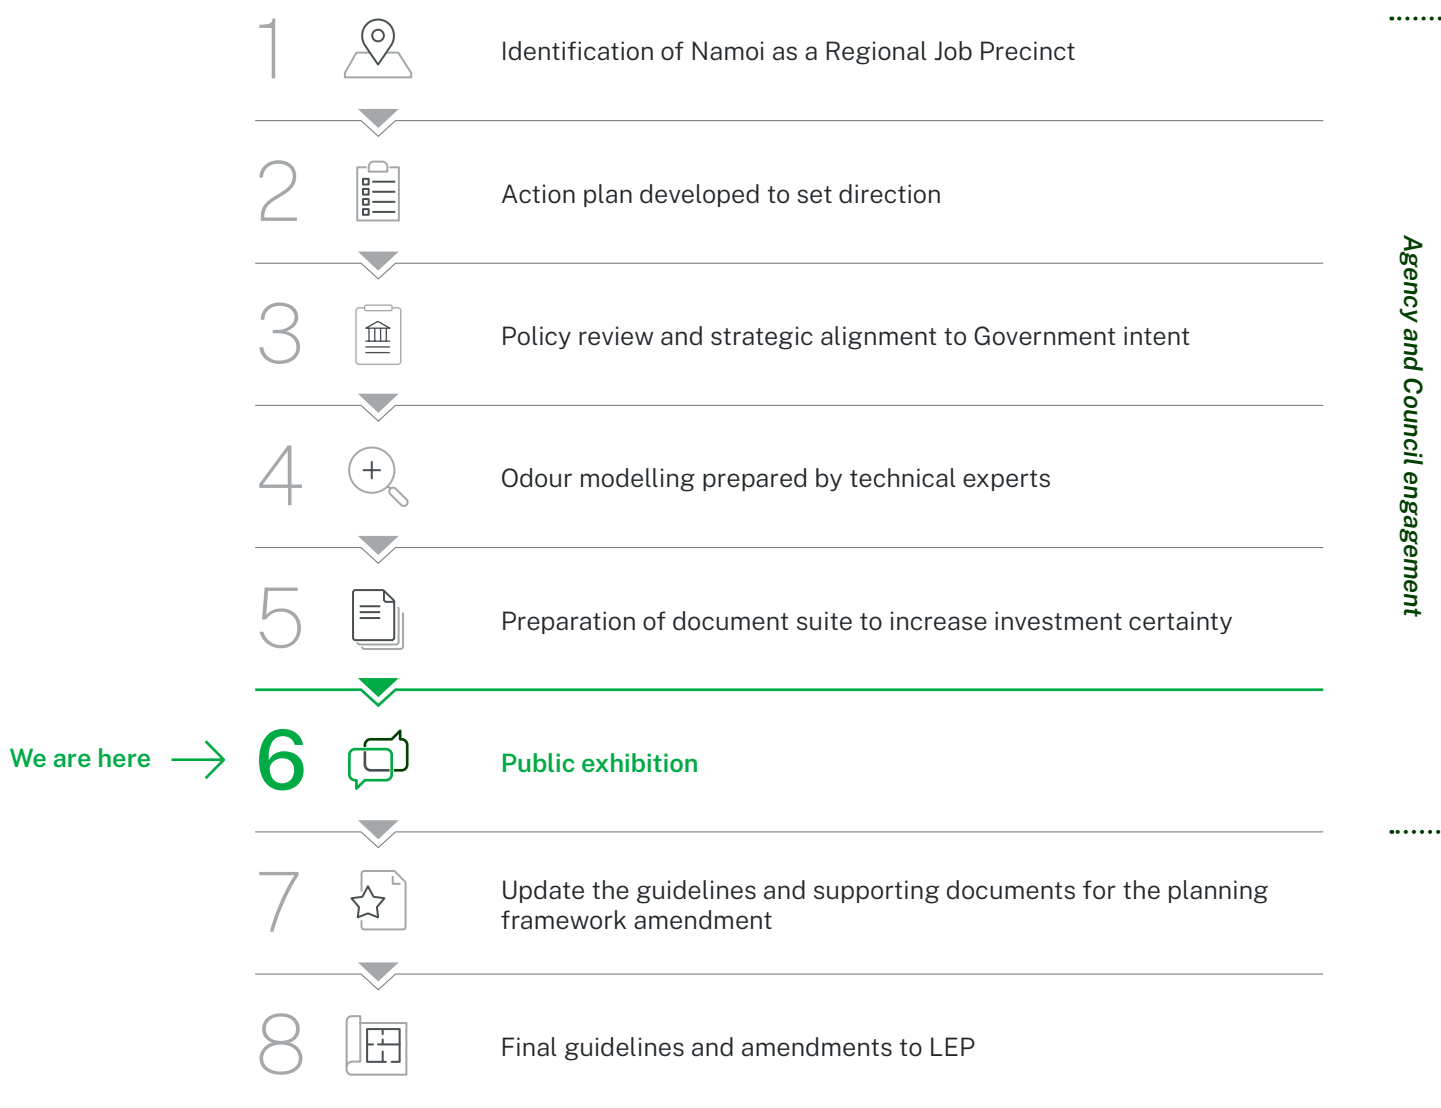 1
Identification of Namoi as a Regional Job Precinct
2
Action plan developed to set direction
3
Policy review and strategic alignment to Government intent
4
Odour modelling prepared by technical experts
5
Preparation of document suite to increase investment certainty
We are here
6
Public exhibition
7
Update the guidelines and supporting documents for the planning
framework amendment
8
Final guidelines and amendments to LEP
Agency and Council engagement